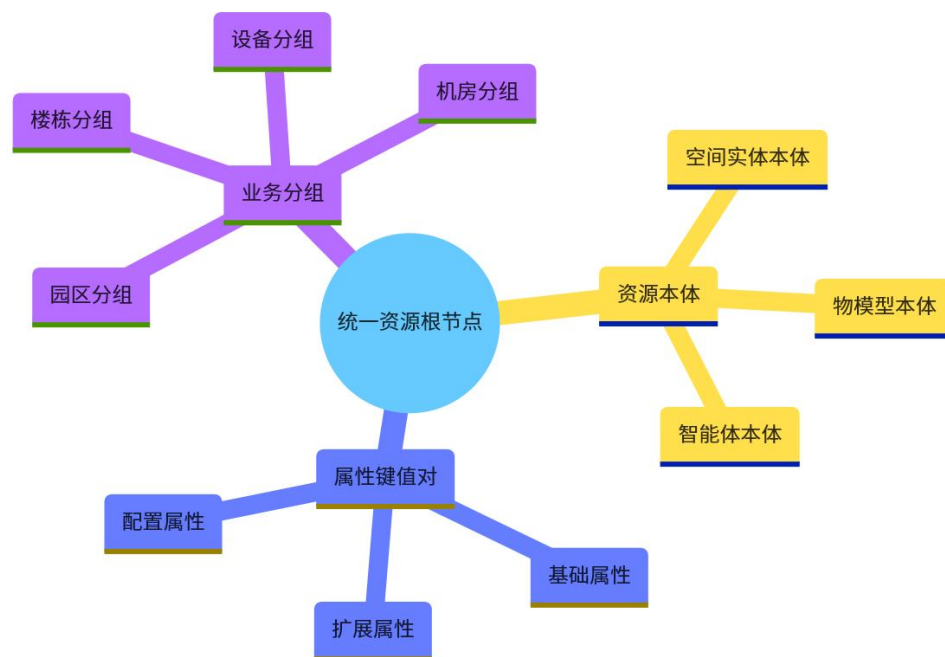 设备分组
机房分组
楼栋分组
业务分组
园区分组
统一资源根节点
空间实体本体
资源本体
物模型本体
智能体本体
属性键值对
配置属性
基础属性
扩展属性